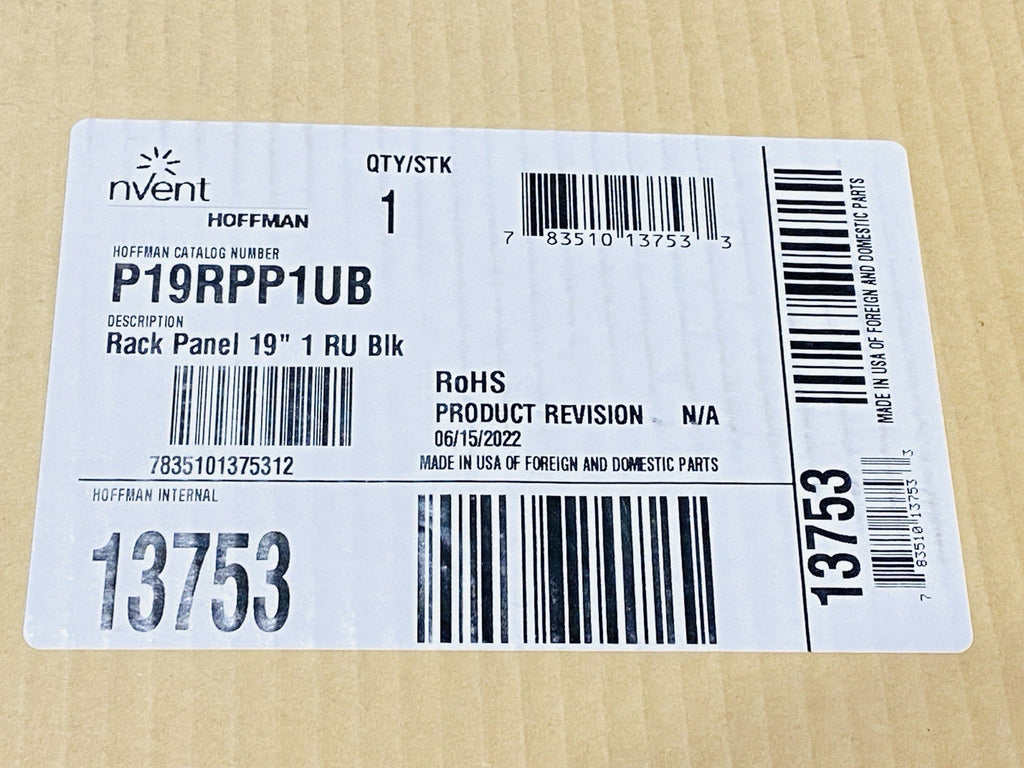 nVent
HOFFMAN
QTY/STK
1
7 83510 13753 3
HOFFMAN CATALOG NUMBER
P19RPP1UB
DESCRIPTION
Rack Panel 19" 1 RU Blk
7835101375312
RoHS
PRODUCT REVISION N/A
06/15/2022
MADE IN USA OF FOREIGN AND DOMESTIC PARTS
HOFFMAN INTERNAL
13753
MADE IN USA OF FOREIGN AND DOMESTIC PARTS
13753
7 83510 13753 3